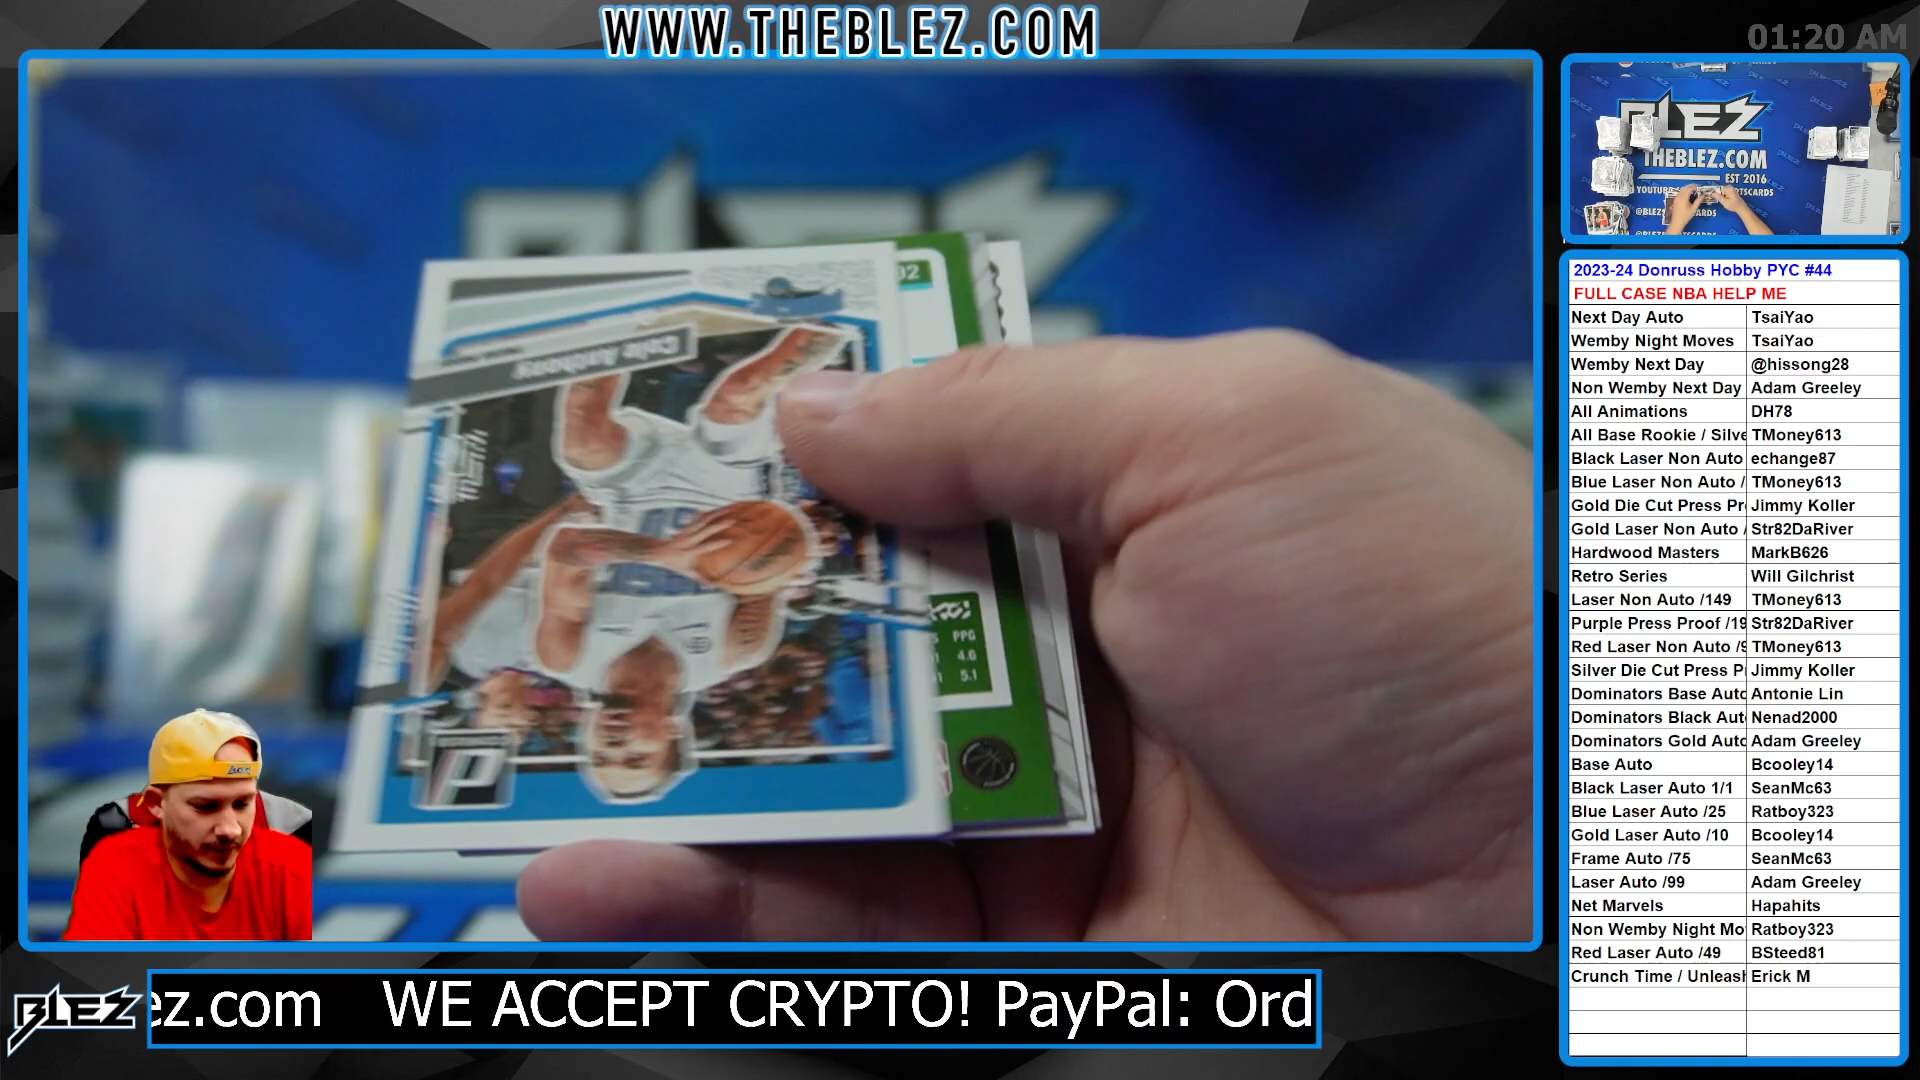 WWW.THEBLEZ.COM
01:20 AM
BLEZ
THEBLEZ.COM
EST 2016
Cole Anthony
PPG
4.6
5.1
2023-24 Donruss Hobby PYC #44
FULL CASE NBA HELP ME
Next Day Auto TsaiYao
Wemby Night Moves TsaiYao
Wemby Next Day @hissong28
Non Wemby Next Day Adam Greeley
All Animations DH78
All Base Rookie / Silve TMoney613
Black Laser Non Auto echange87
Blue Laser Non Auto / TMoney613
Gold Die Cut Press Pr Jimmy Koller
Gold Laser Non Auto / Str82DaRiver
Hardwood Masters MarkB626
Retro Series Will Gilchrist
Laser Non Auto /149 TMoney613
Purple Press Proof /19 Str82DaRiver
Red Laser Non Auto /9 TMoney613
Silver Die Cut Press P Jimmy Koller
Dominators Base Auto Antonie Lin
Dominators Black Aut Nenad2000
Dominators Gold Auto Adam Greeley
Base Auto Bcooley14
Black Laser Auto 1/1 SeanMc63
Blue Laser Auto /25 Ratboy323
Gold Laser Auto /10 Bcooley14
Frame Auto /75 SeanMc63
Laser Auto /99 Adam Greeley
Net Marvels Hapahits
Non Wemby Night Mo Ratboy323
Red Laser Auto /49 BSteed81
Crunch Time / Unleash Erick M
BLEZ
ez.com WE ACCEPT CRYPTO! PayPal: Ord